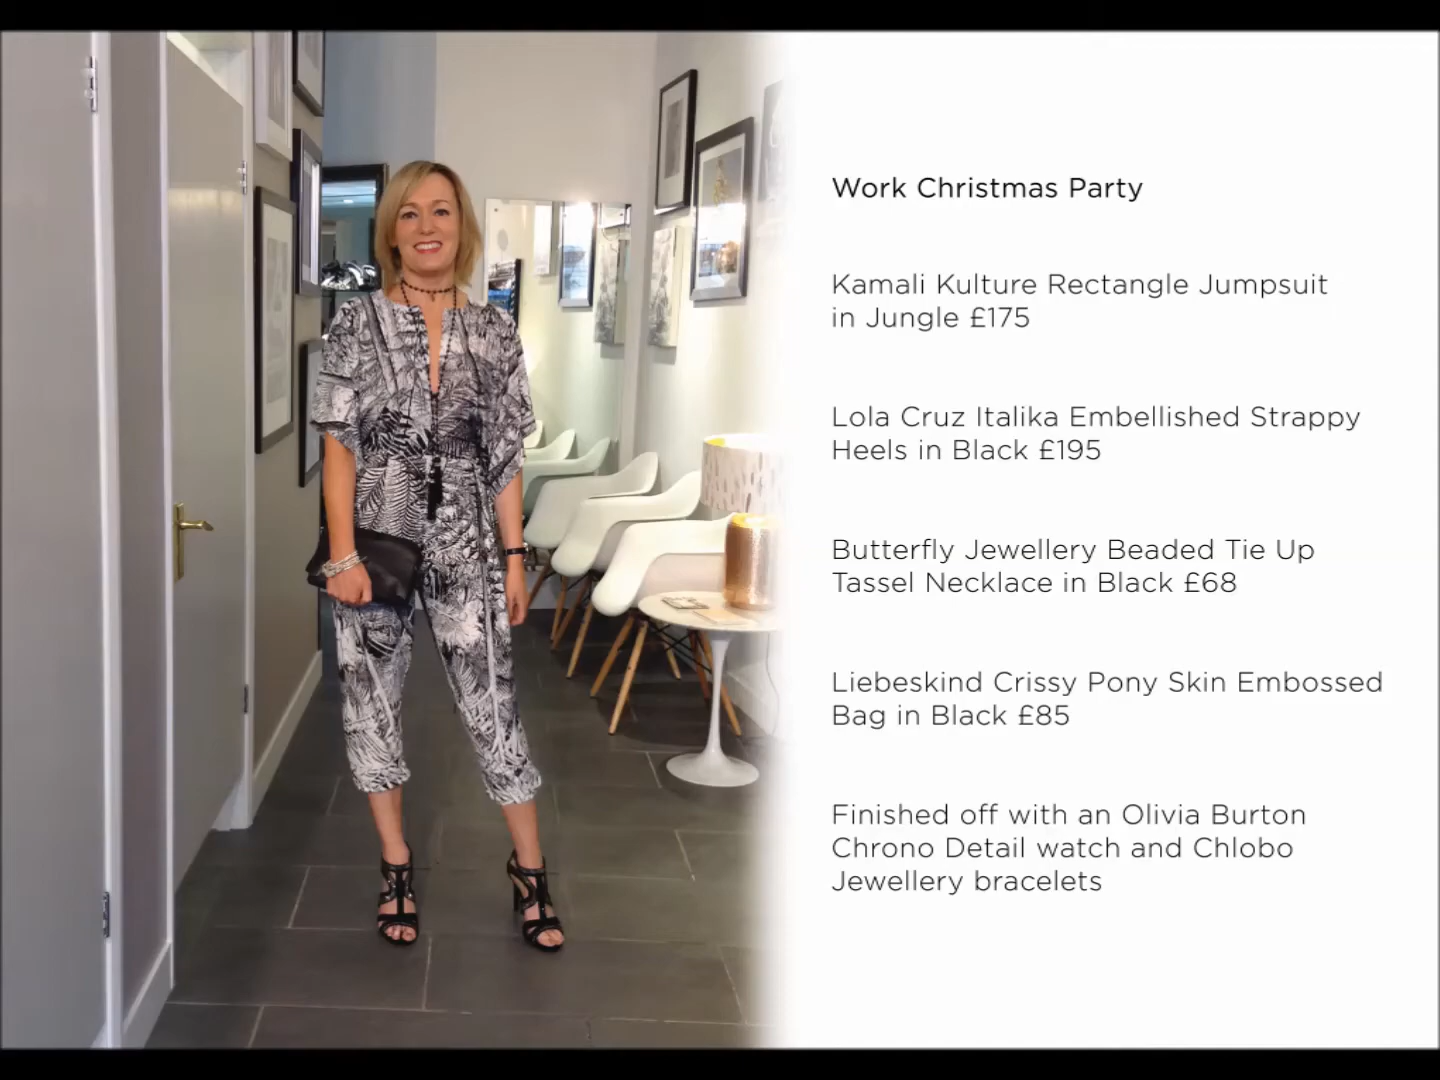 Work Christmas Party
Kamali Kulture Rectangle Jumpsuit
in Jungle £175
Lola Cruz Italika Embellished Strappy
Heels in Black £195
Butterfly Jewellery Beaded Tie Up
Tassel Necklace in Black £68
Liebeskind Crissy Pony Skin Embossed
Bag in Black £85
Finished off with an Olivia Burton
Chrono Detail watch and Chlobo
Jewellery bracelets